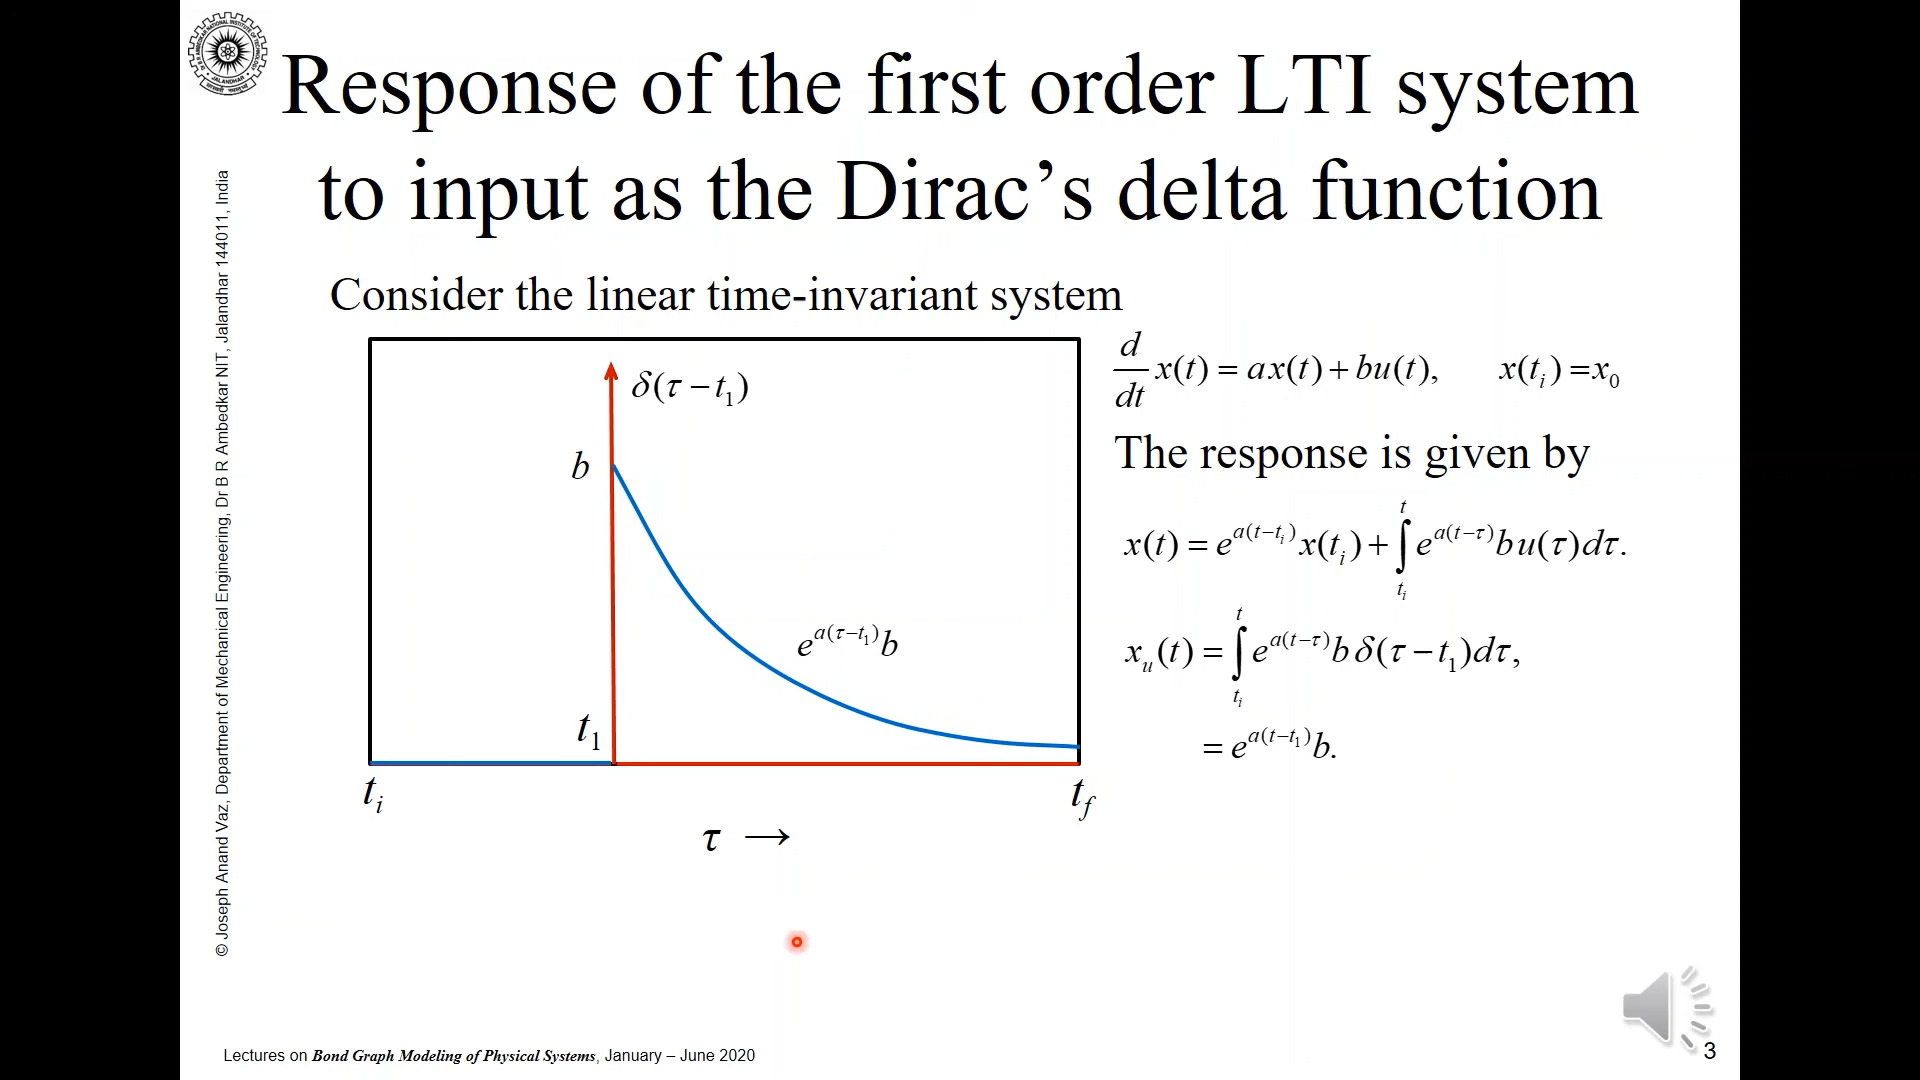 Response of the first order LTI system
to input as the Dirac’s delta function
Consider the linear time-invariant system
δ(τ − t₁)
b
e^{a(τ−t₁)}b
t₁
tᵢ
t_f
τ →
d/dt x(t) = ax(t) + bu(t), x(tᵢ) = x₀
The response is given by
x(t) = e^{a(t−tᵢ)}x(tᵢ) + ∫_{tᵢ}^{t} e^{a(t−τ)}bu(τ)dτ.
x_u(t) = ∫_{tᵢ}^{t} e^{a(t−τ)}b δ(τ − t₁)dτ,
= e^{a(t−t₁)}b.
© Joseph Anand Vaz, Department of Mechanical Engineering, Dr B R Ambedkar NIT, Jalandhar 144011, India
Lectures on Bond Graph Modeling of Physical Systems, January – June 2020
3